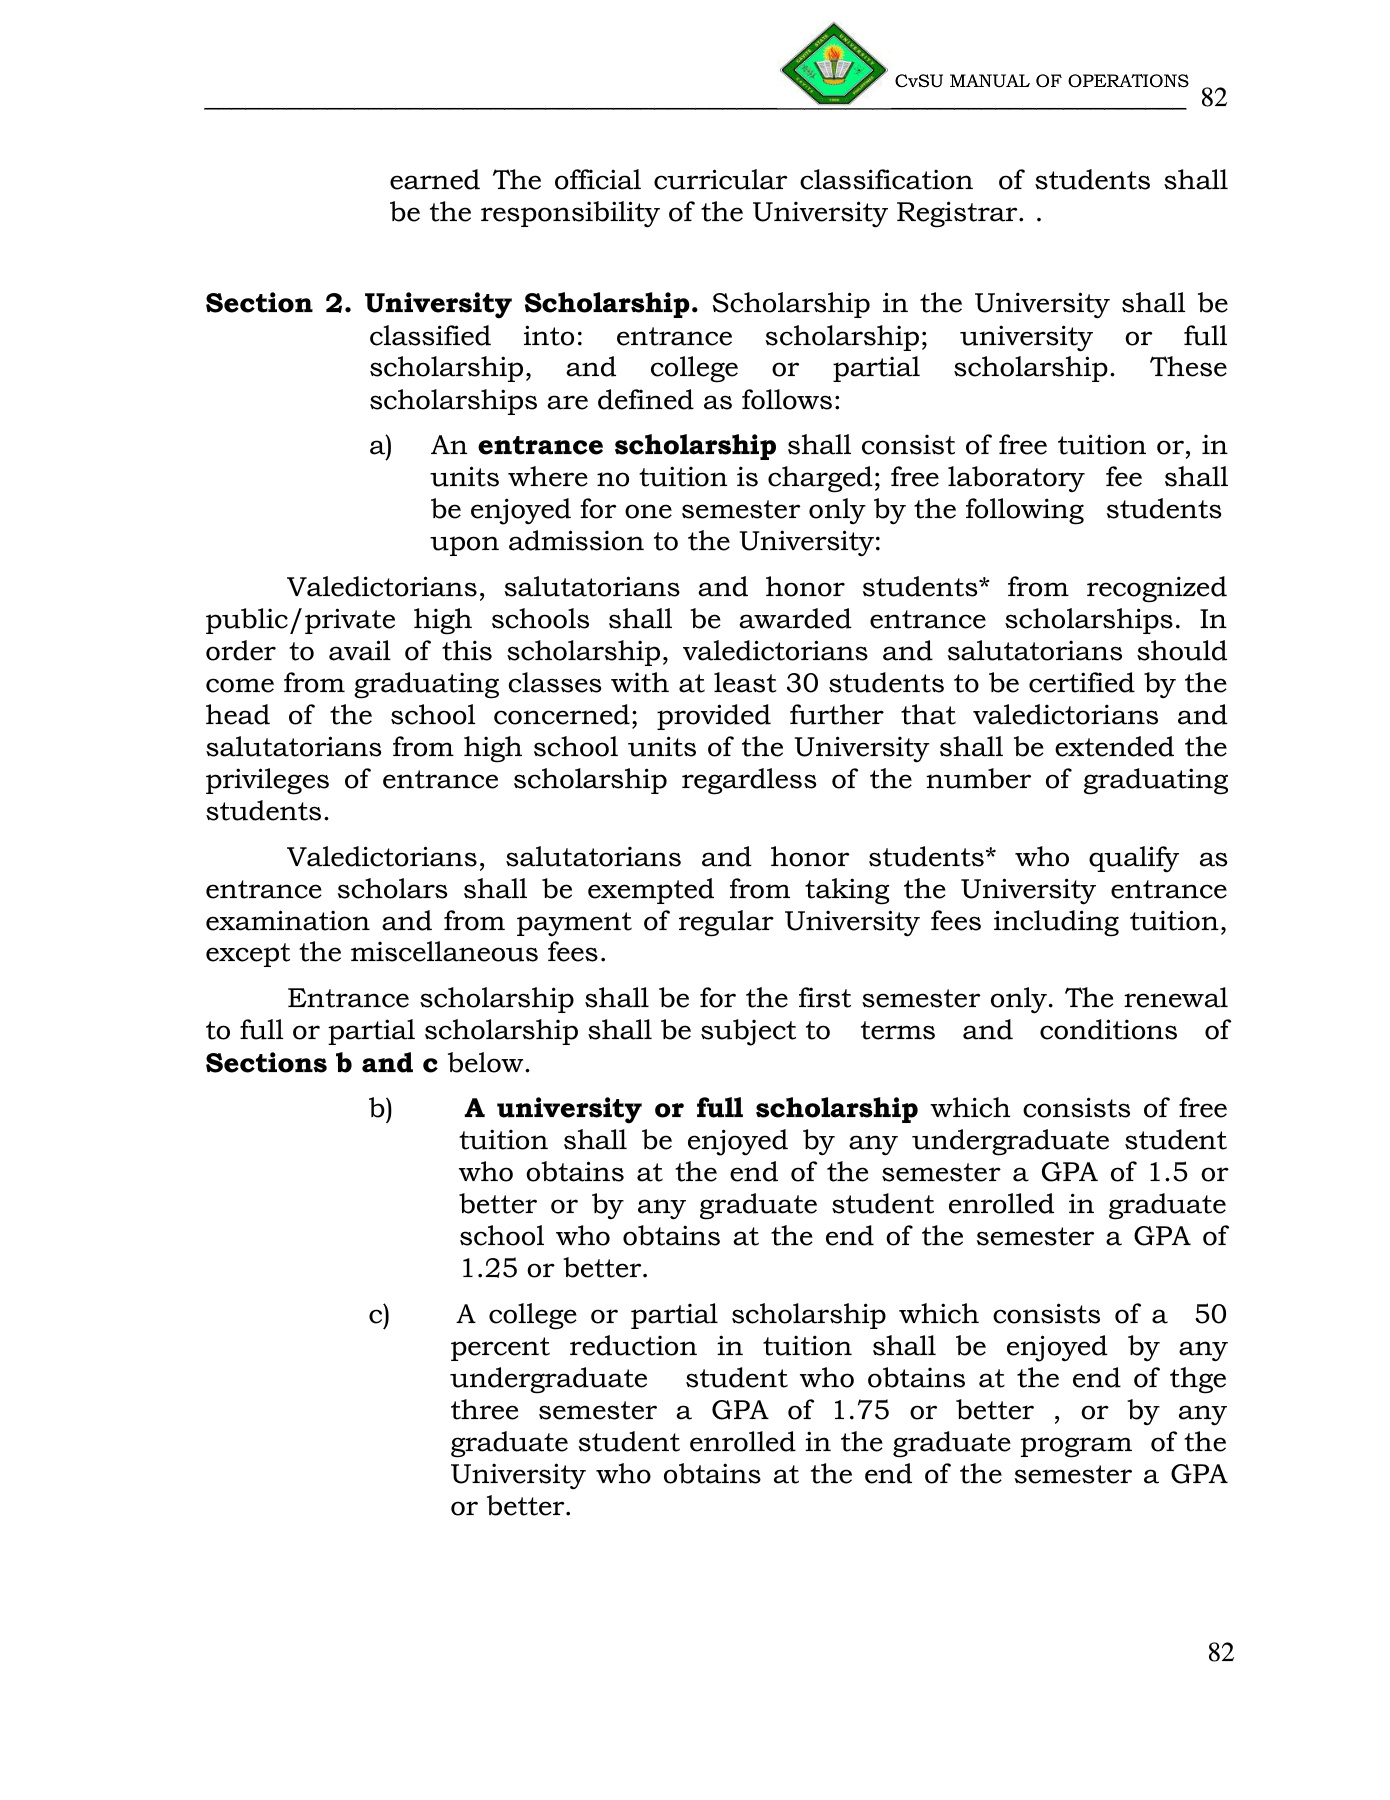 CvSU MANUAL OF OPERATIONS 82
earned The official curricular classification of students shall
be the responsibility of the University Registrar. .
Section 2. University Scholarship. Scholarship in the University shall be
classified into: entrance scholarship; university or full
scholarship, and college or partial scholarship. These
scholarships are defined as follows:
a) An entrance scholarship shall consist of free tuition or, in
units where no tuition is charged; free laboratory fee shall
be enjoyed for one semester only by the following students
upon admission to the University:
Valedictorians, salutatorians and honor students* from recognized
public/private high schools shall be awarded entrance scholarships. In
order to avail of this scholarship, valedictorians and salutatorians should
come from graduating classes with at least 30 students to be certified by the
head of the school concerned; provided further that valedictorians and
salutatorians from high school units of the University shall be extended the
privileges of entrance scholarship regardless of the number of graduating
students.
Valedictorians, salutatorians and honor students* who qualify as
entrance scholars shall be exempted from taking the University entrance
examination and from payment of regular University fees including tuition,
except the miscellaneous fees.
Entrance scholarship shall be for the first semester only. The renewal
to full or partial scholarship shall be subject to terms and conditions of
Sections b and c below.
b) A university or full scholarship which consists of free
tuition shall be enjoyed by any undergraduate student
who obtains at the end of the semester a GPA of 1.5 or
better or by any graduate student enrolled in graduate
school who obtains at the end of the semester a GPA of
1.25 or better.
c) A college or partial scholarship which consists of a 50
percent reduction in tuition shall be enjoyed by any
undergraduate student who obtains at the end of thge
three semester a GPA of 1.75 or better , or by any
graduate student enrolled in the graduate program of the
University who obtains at the end of the semester a GPA
or better.
82